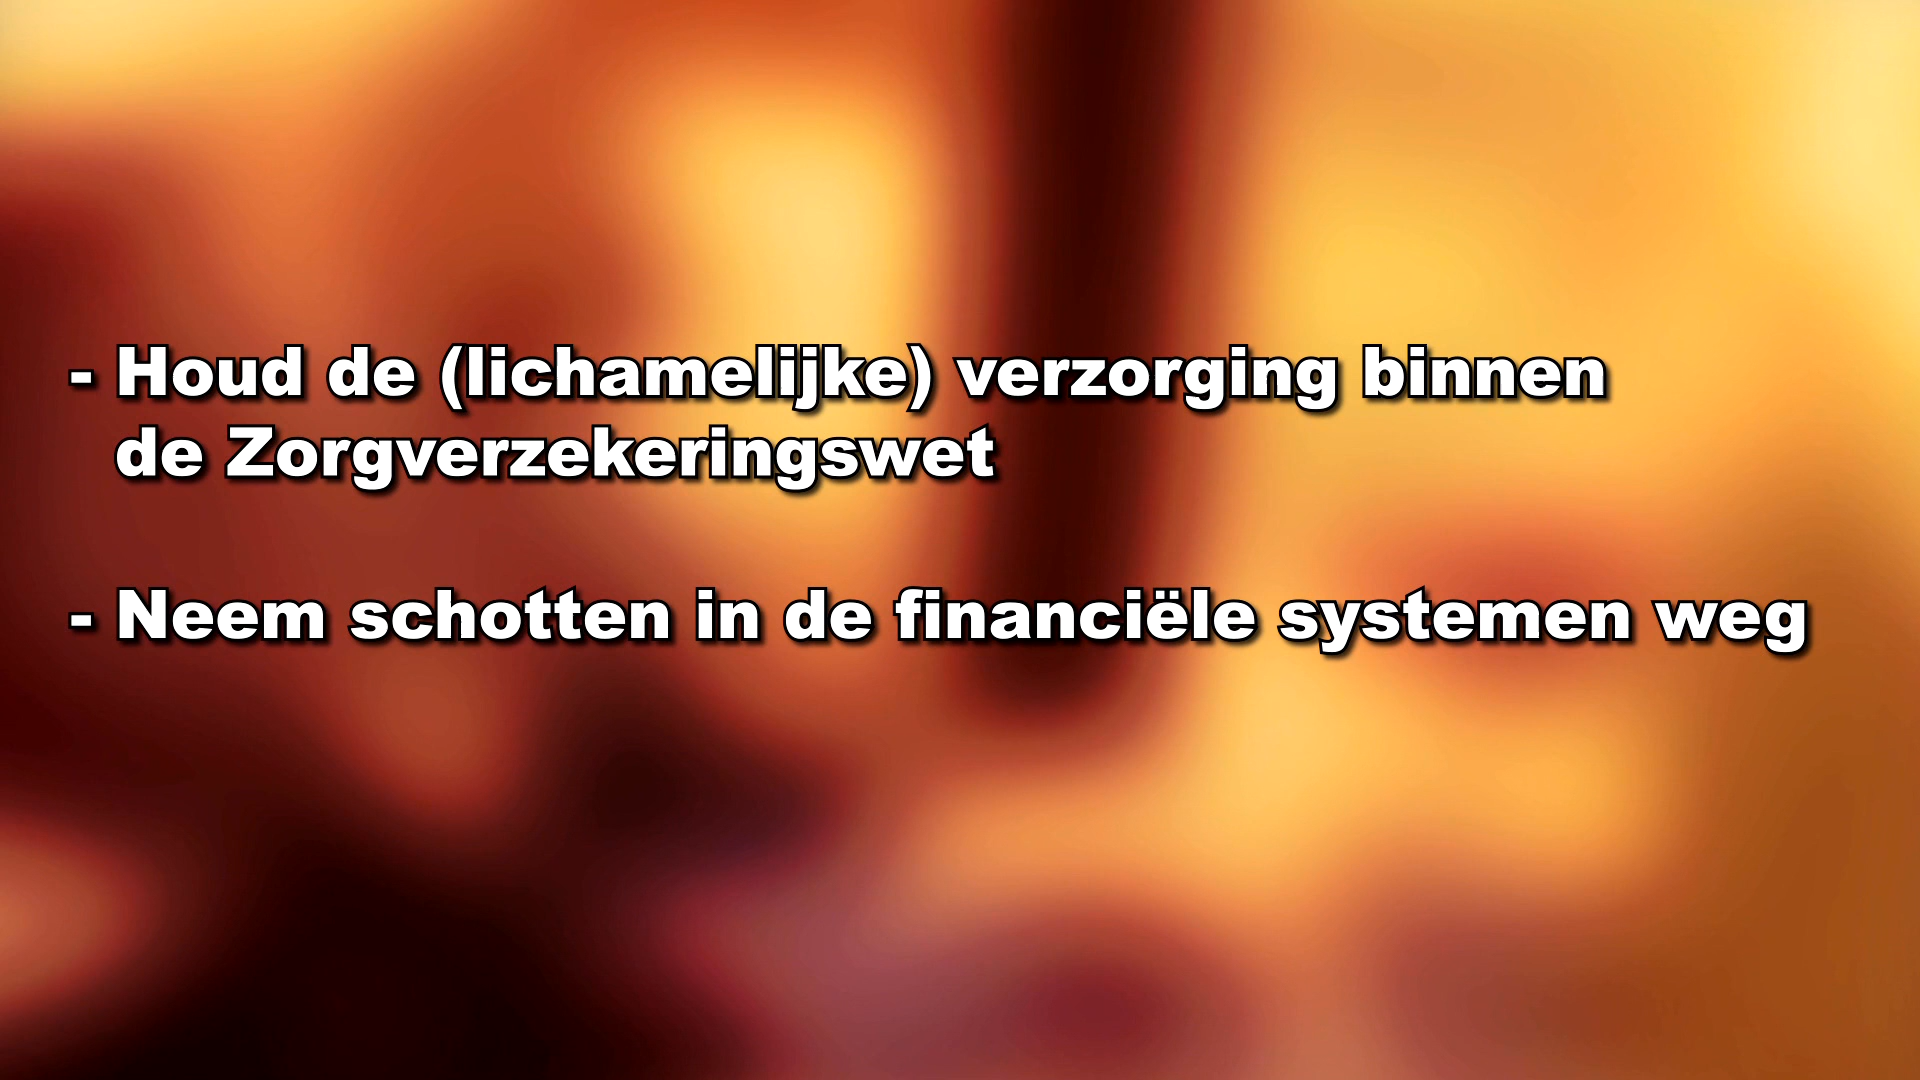 - Houd de (lichamelijke) verzorging binnen
de Zorgverzekeringswet
- Neem schotten in de financiële systemen weg